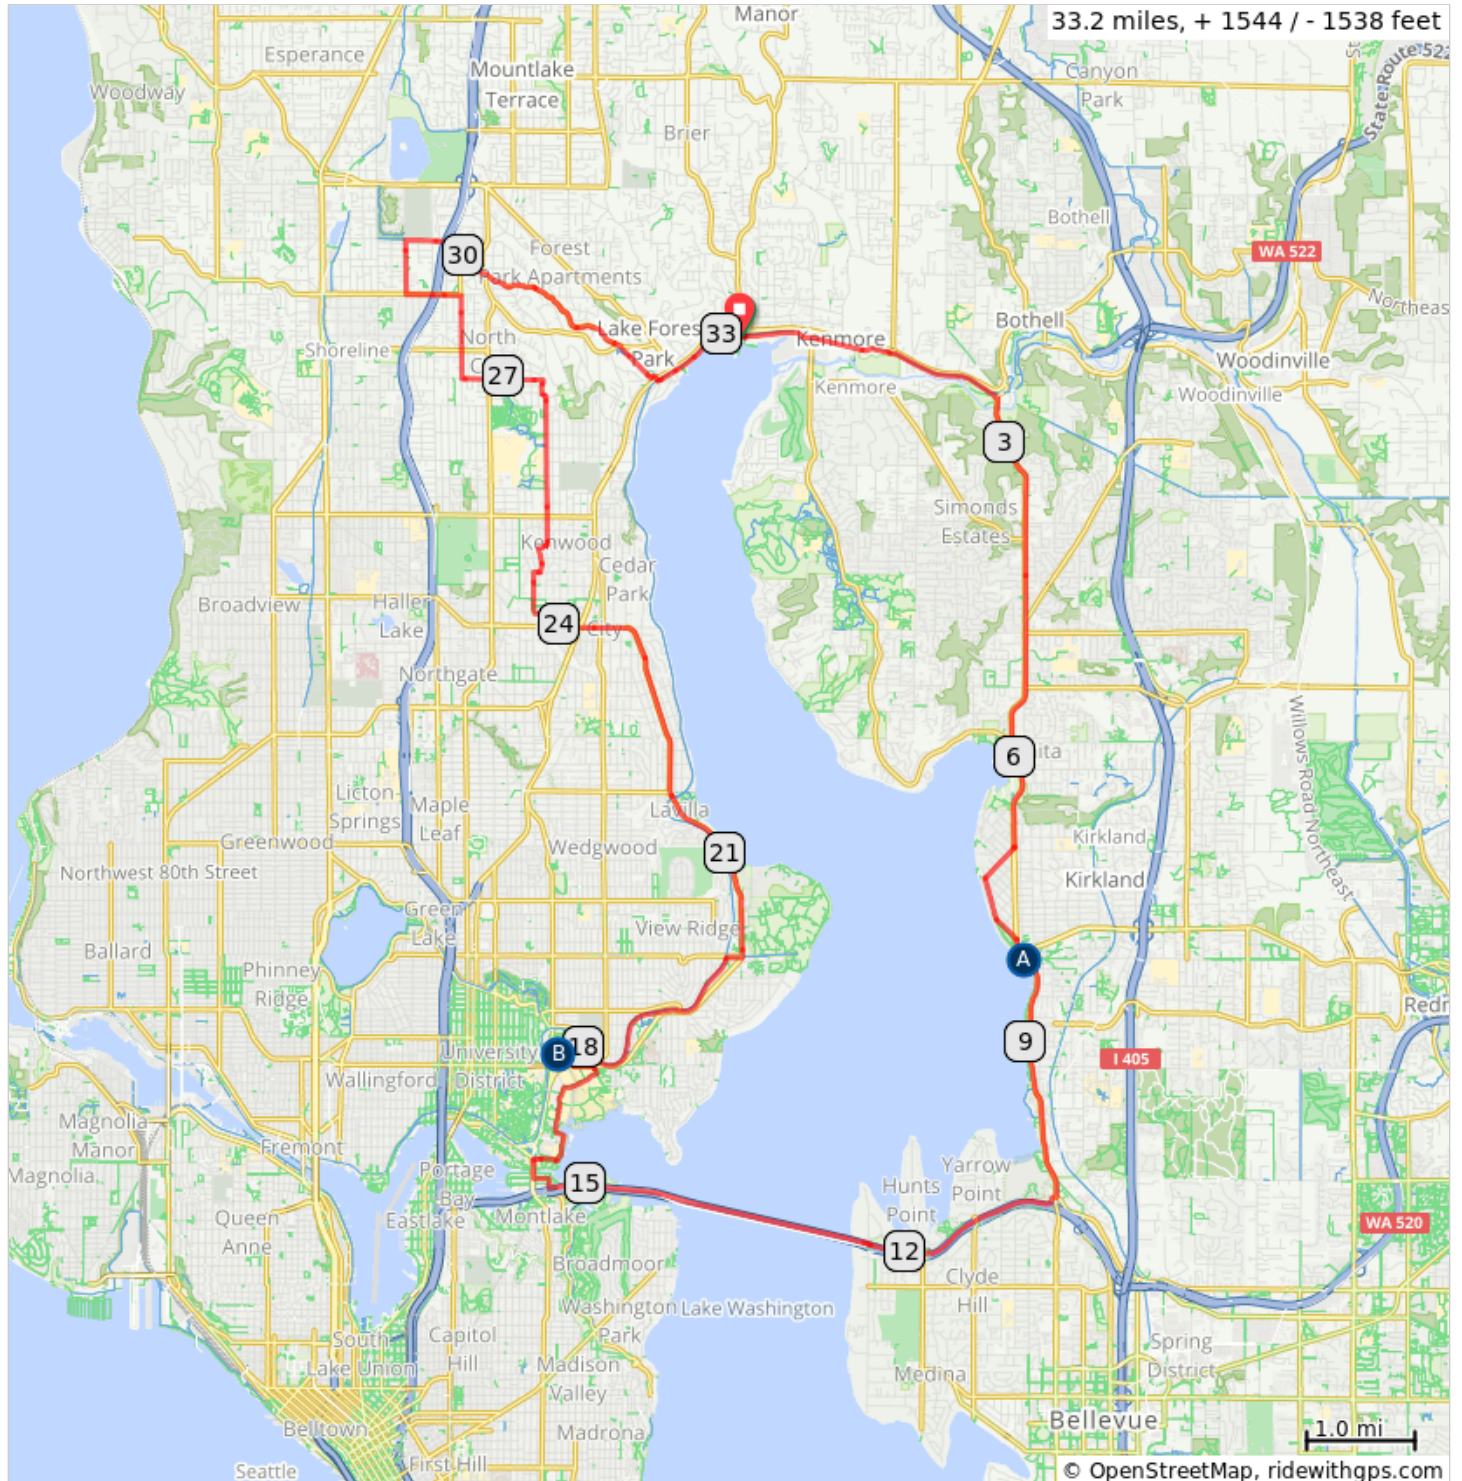 Manor
33.2 miles, + 1544 / - 1538 feet
Esperance
Mountlake
Terrace
Woodway
Canyon
Park
State Route 522
Brier
Bothell
WA 522
30
Forest
Park Apartments
Northeas
Lake Fores
Park
33
Kenmore
Bothell
North
Shoreline
Woodinville
27
Kenmore
Woodinville
3
Simonds
Estates
Kenwood
Cedar
Park
Broadview
Haller
Lake
24
City
Northgate
6
ita
Willows Road Northeast
Licton
Springs
Maple
Leaf
Lavilla
Greenwood
Wedgwood
21
Kirkland
Northwest 80th Street
Kirkland
Green
Lake
View Ridge
Ballard
Phinney
Ridge
A
Redr
University
District
B
18
9
I 405
Wallingford
Magnolia
Manor
Fremont
Magnolia
Portage
Bay
15
Yarrow
Point
Hunts
Point
Queen
Anne
Eastlake
Montlake
WA 520
12
Broadmoor
Clyde
Hill
Washington
Park
Lake Washington
South
Lake Union
Capitol
Hill
Madison
Valley
Spring
District
Medina
Belltown
Madrona
Bellevue
1.0 mi
First Hill
Seattle
© OpenStreetMap, ridewithgps.com